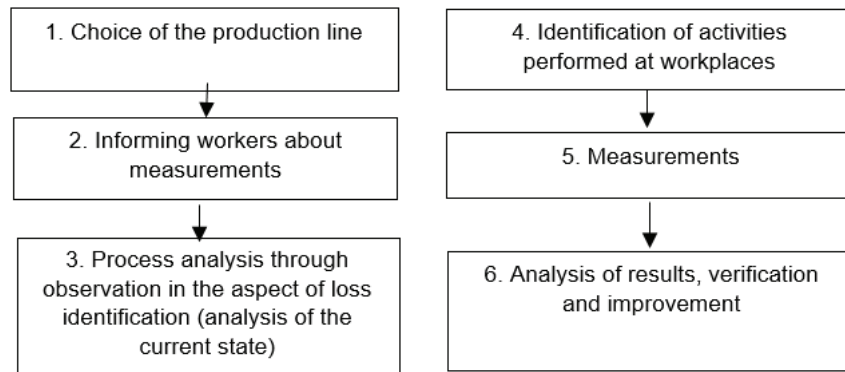 1. Choice of the production line
2. Informing workers about
measurements
3. Process analysis through
observation in the aspect of loss
identification (analysis of the
current state)
4. Identification of activities
performed at workplaces
5. Measurements
6. Analysis of results, verification
and improvement